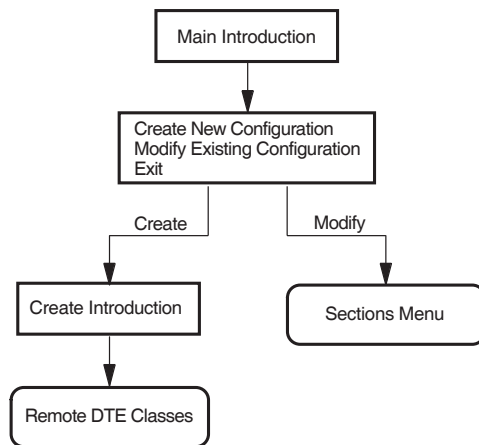 Main Introduction
Create New Configuration
Modify Existing Configuration
Exit
Create
Modify
Create Introduction
Sections Menu
Remote DTE Classes